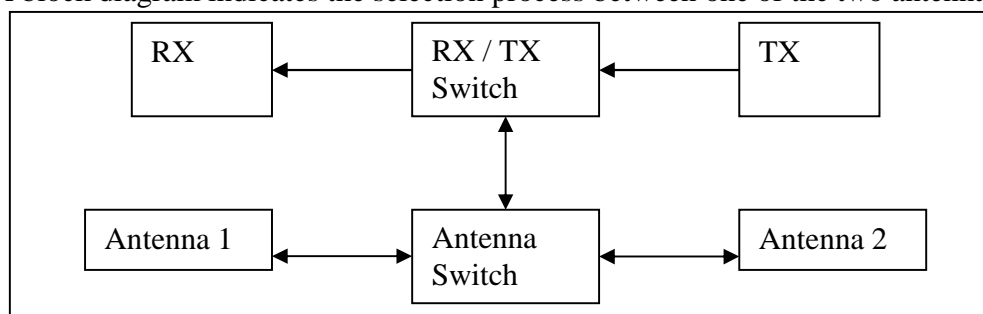 block diagram indicates the selection process between one of the two
RX
RX / TX
Switch
TX
Antenna 1
Antenna
Switch
Antenna 2